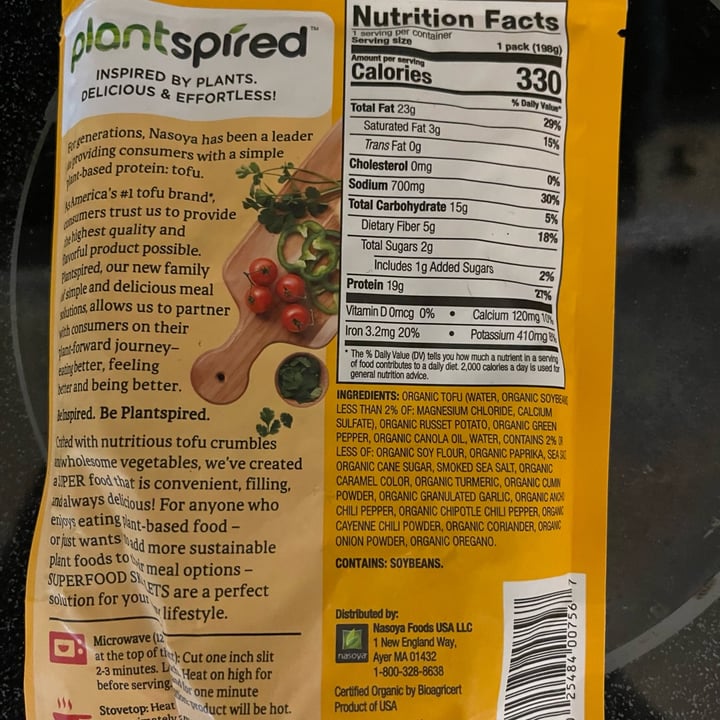 plantspired™
INSPIRED BY PLANTS.
DELICIOUS & EFFORTLESS!
For generations, Nasoya has been a leader
in providing consumers with a simple
plant-based protein: tofu.
As America's #1 tofu brand*,
consumers trust us to provide
the highest quality and
flavorful product possible.
Plantspired, our new family
of simple and delicious meal
solutions, allows us to partner
with consumers on their
plant-forward journey–
eating better, feeling
better and being better.
Be Inspired. Be Plantspired.
Crafted with nutritious tofu crumbles
and wholesome vegetables, we've created
a SUPER food that is convenient, filling,
and always delicious! For anyone who
enjoys eating plant-based food –
or just wants to add more sustainable
plant foods to their meal options –
SUPERFOOD SKILLETS are a perfect
solution for your lifestyle.
Microwave
at the top of Cut one inch slit
2-3 minutes. Heat on high for
before serving, one minute
product will be hot.
Stovetop: Heat
Nutrition Facts
1 serving per container
Serving size 1 pack (198g)
Amount per serving
Calories 330
% Daily Value*
Total Fat 23g 29%
Saturated Fat 3g 15%
Trans Fat 0g
Cholesterol 0mg 0%
Sodium 700mg 30%
Total Carbohydrate 15g 5%
Dietary Fiber 5g 18%
Total Sugars 2g
Includes 1g Added Sugars 2%
Protein 19g 27%
Vitamin D 0mcg 0% • Calcium 120mg 10%
Iron 3.2mg 20% • Potassium 410mg 8%
* The % Daily Value (DV) tells you how much a nutrient in a serving
of food contributes to a daily diet. 2,000 calories a day is used for
general nutrition advice.
INGREDIENTS: ORGANIC TOFU (WATER, ORGANIC SOYBEANS,
LESS THAN 2% OF: MAGNESIUM CHLORIDE, CALCIUM
SULFATE), ORGANIC RUSSET POTATO, ORGANIC GREEN
PEPPER, ORGANIC CANOLA OIL, WATER, CONTAINS 2% OR
LESS OF: ORGANIC SOY FLOUR, ORGANIC PAPRIKA, SEA SALT,
ORGANIC CANE SUGAR, SMOKED SEA SALT, ORGANIC
CARAMEL COLOR, ORGANIC TURMERIC, ORGANIC CUMIN
POWDER, ORGANIC GRANULATED GARLIC, ORGANIC ANCHO
CHILI PEPPER, ORGANIC CHIPOTLE CHILI PEPPER, ORGANIC
CAYENNE CHILI POWDER, ORGANIC CORIANDER, ORGANIC
ONION POWDER, ORGANIC OREGANO.
CONTAINS: SOYBEANS.
Distributed by:
Nasoya Foods USA LLC
1 New England Way,
Ayer MA 01432
1-800-328-8638
nasoya
Certified Organic by Bioagricert
Product of USA
25484 00756 7